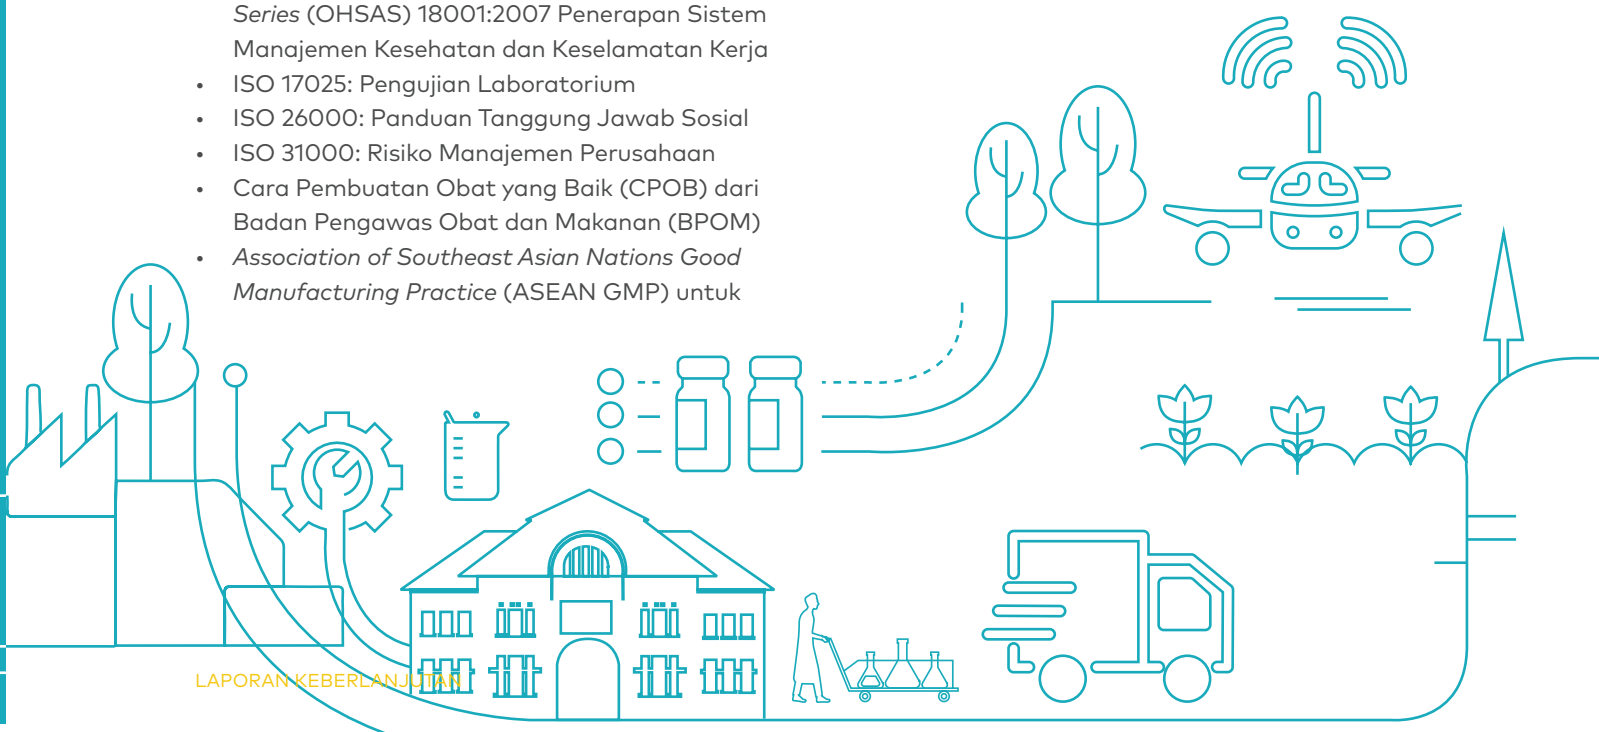 Series (OHSAS) 18001:2007 Penerapan Sistem
Manajemen Kesehatan dan Keselamatan Kerja
• ISO 17025: Pengujian Laboratorium
• ISO 26000: Panduan Tanggung Jawab Sosial
• ISO 31000: Risiko Manajemen Perusahaan
• Cara Pembuatan Obat yang Baik (CPOB) dari
Badan Pengawas Obat dan Makanan (BPOM)
• Association of Southeast Asian Nations Good
Manufacturing Practice (ASEAN GMP) untuk
LAPORAN KEBERLANJUTAN